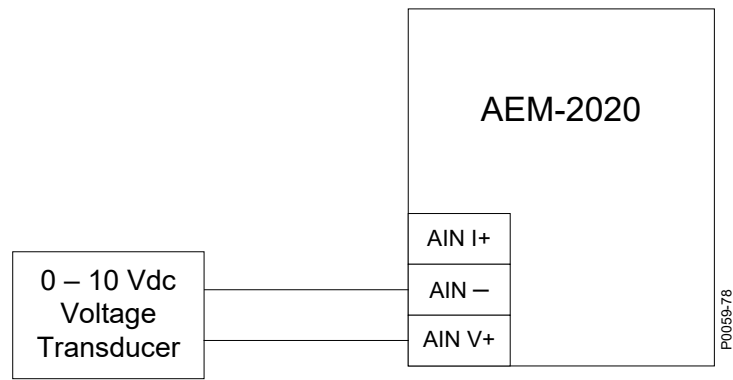 AEM-2020
AIN I+
AIN –
AIN V+
0 – 10 Vdc
Voltage
Transducer
P0059-78